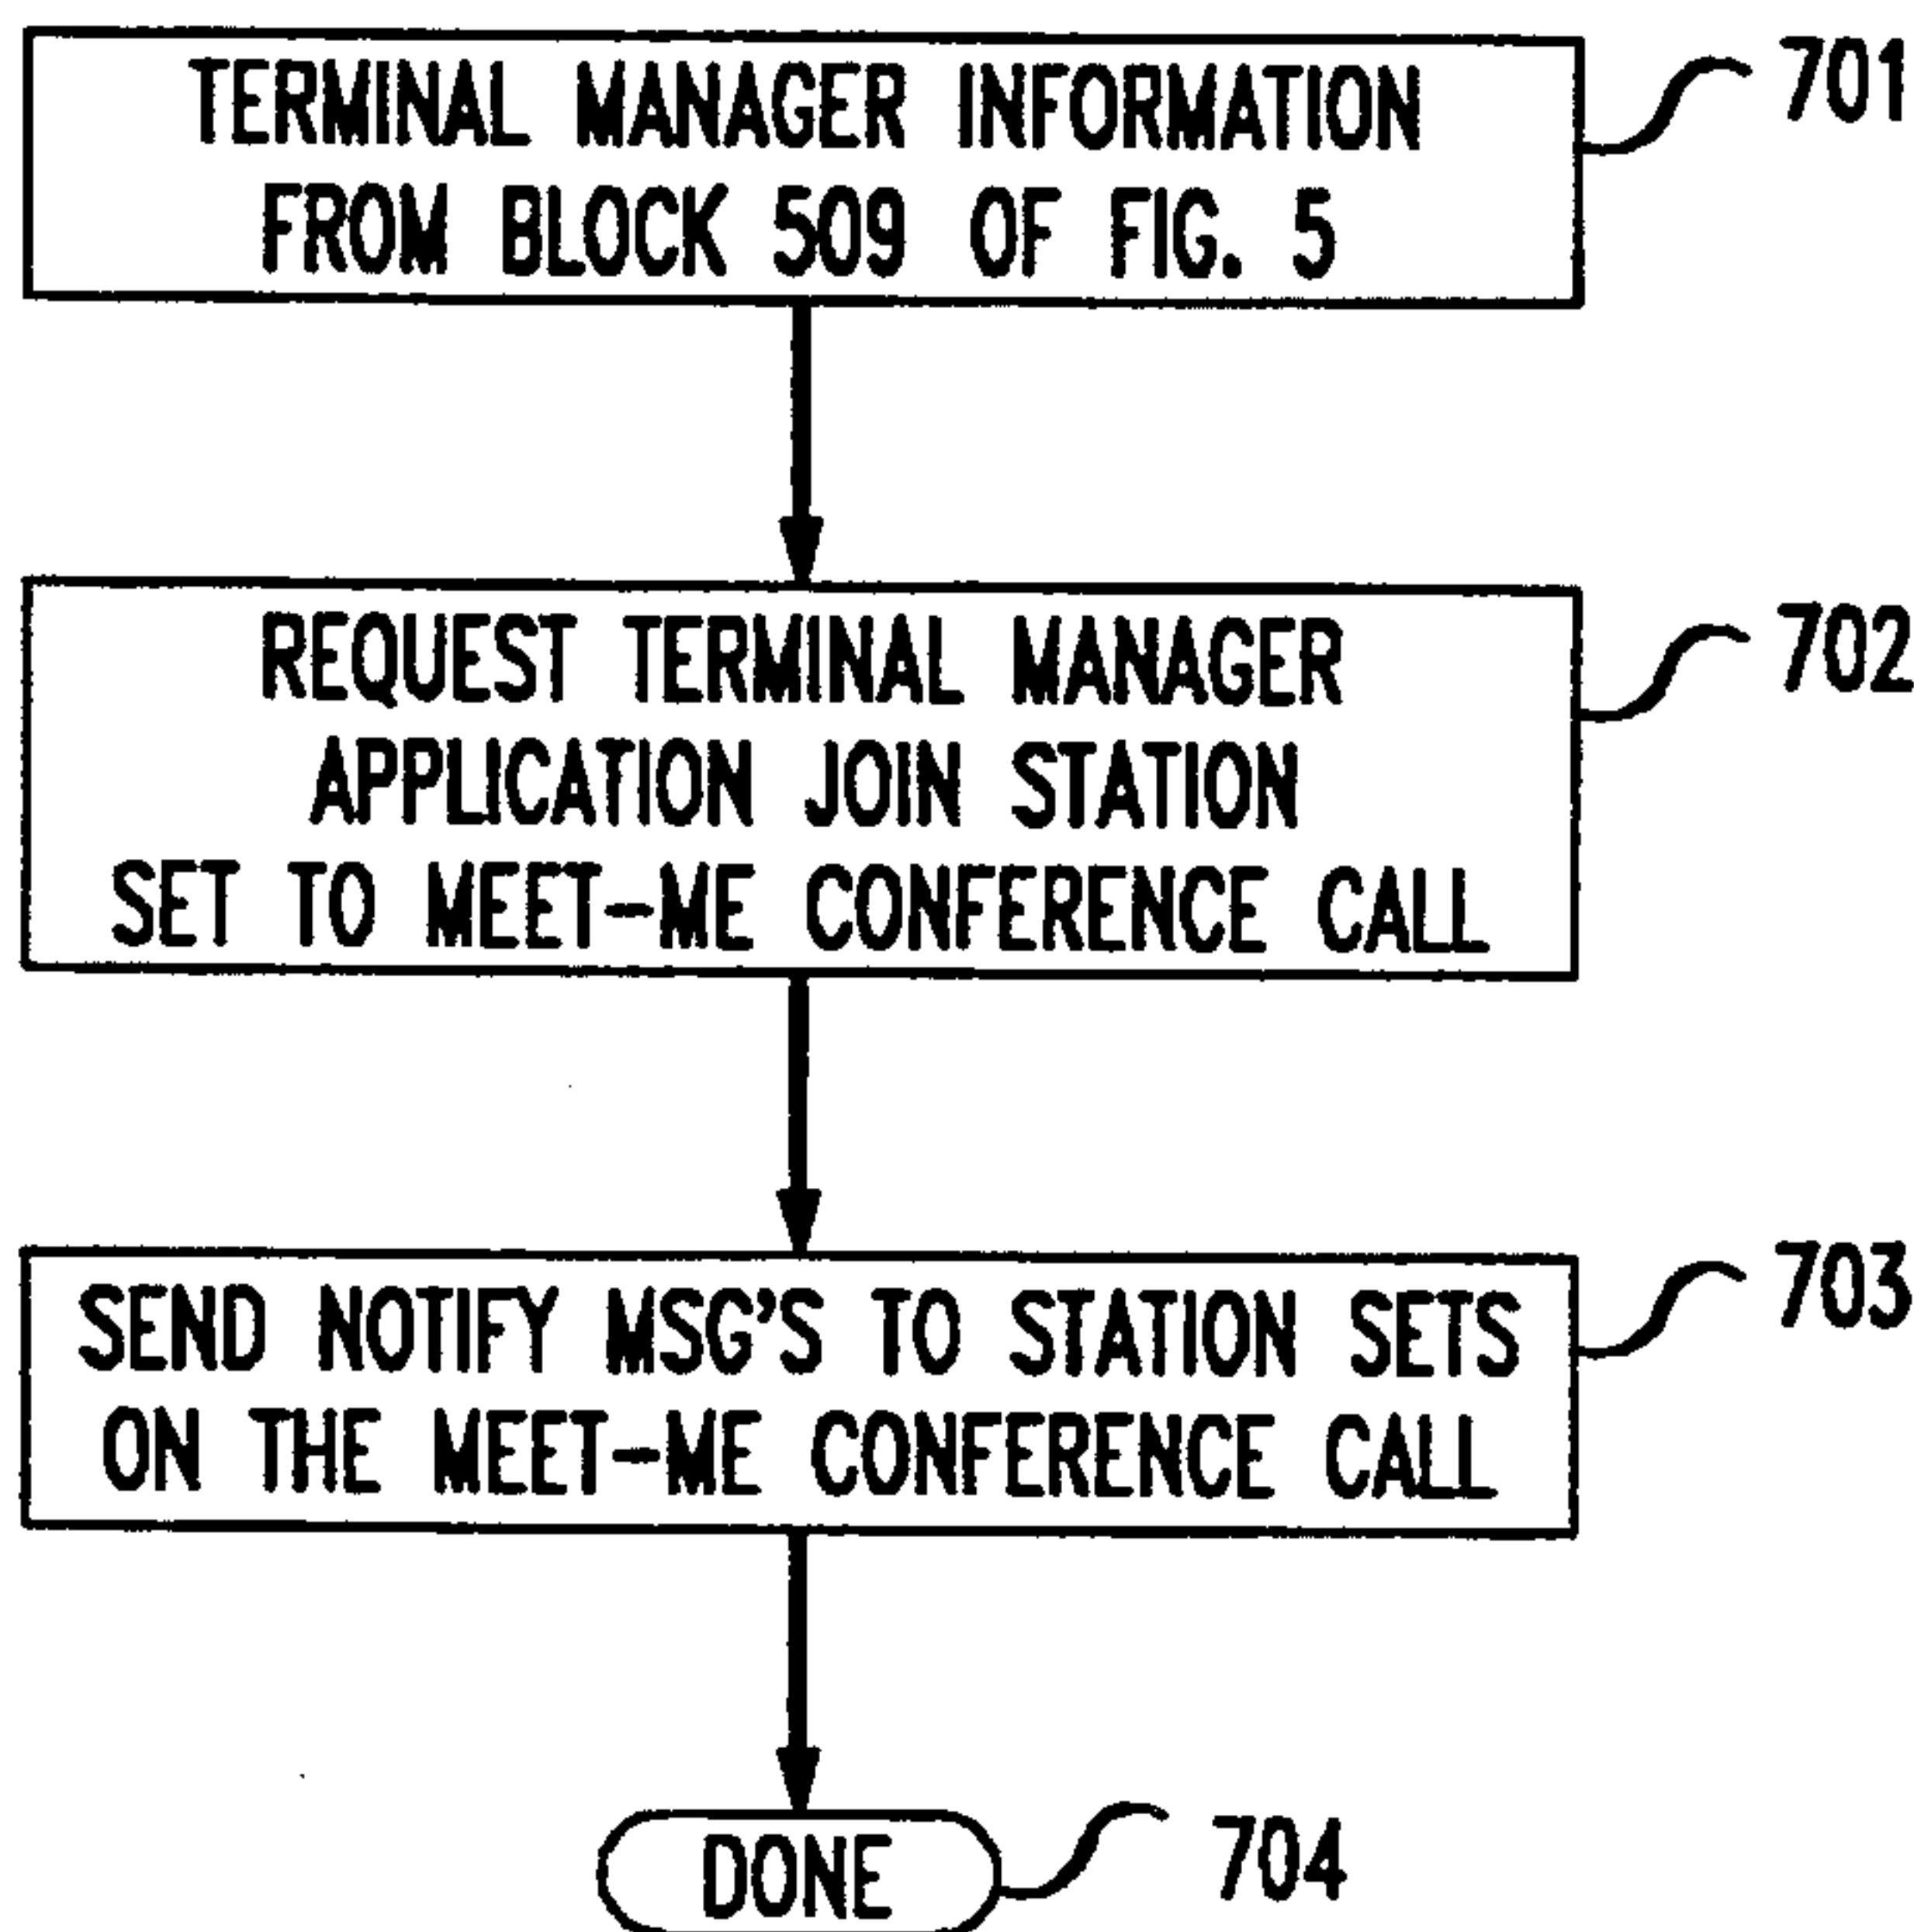 TERMINAL MANAGER INFORMATION
FROM BLOCK 509 OF FIG. 5
701
REQUEST TERMINAL MANAGER
APPLICATION JOIN STATION
SET TO MEET-ME CONFERENCE CALL
702
SEND NOTIFY MSG'S TO STATION SETS
ON THE MEET-ME CONFERENCE CALL
703
DONE
704